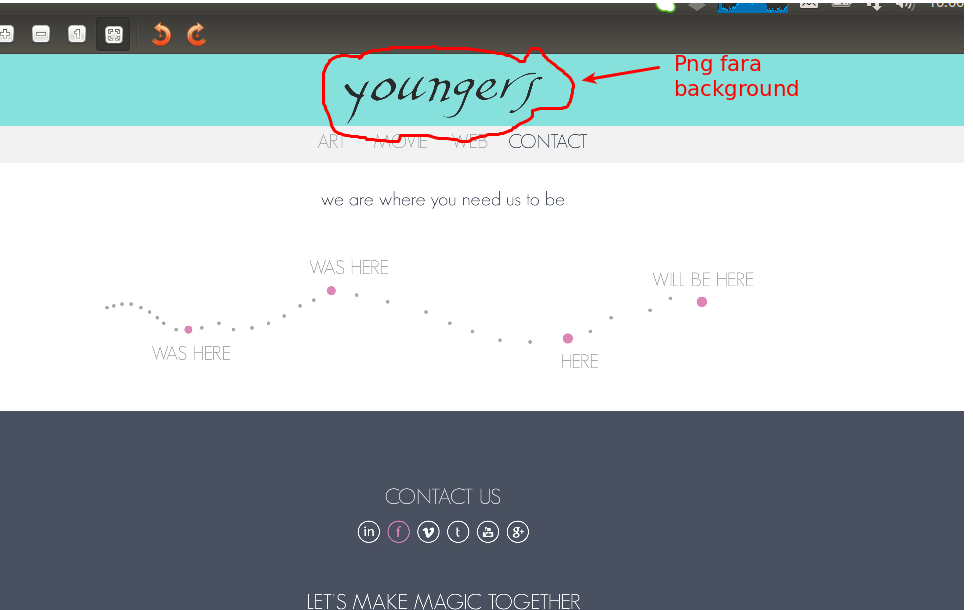 youngers
Png fara
background
ART MOVIE WEB CONTACT
we are where you need us to be
WAS HERE
WILL BE HERE
WAS HERE
HERE
CONTACT US
in f v t You g+
LET'S MAKE MAGIC TOGETHER